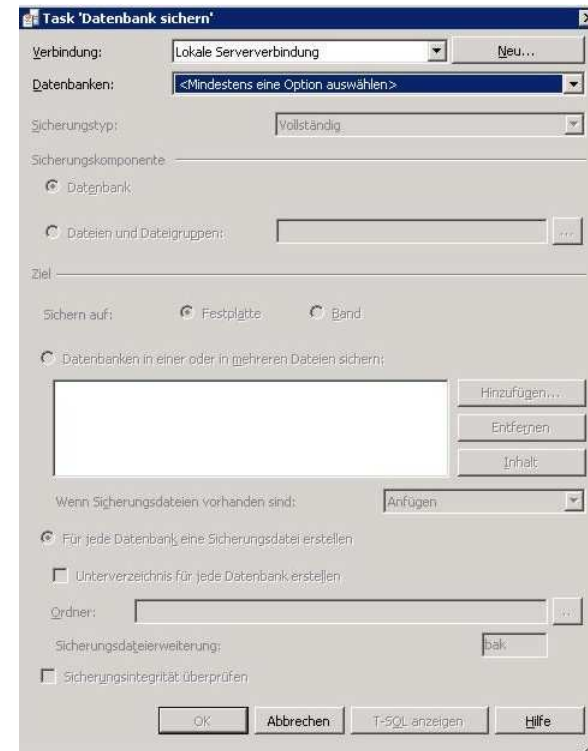 Task 'Datenbank sichern'
Verbindung: Lokale Serververbindung Neu...
Datenbanken: <Mindestens eine Option auswählen>
Sicherungstyp: Vollständig
Sicherungskomponente
Datenbank
Dateien und Dateigruppen: ...
Ziel
Sichern auf: Festplatte Band
Datenbanken in einer oder in mehreren Dateien sichern:
Hinzufügen...
Entfernen
Inhalt
Wenn Sicherungsdateien vorhanden sind: Anfügen
Für jede Datenbank eine Sicherungsdatei erstellen
Unterverzeichnis für jede Datenbank erstellen
Ordner: ...
Sicherungsdateierweiterung: bak
Sicherungsintegrität überprüfen
OK Abbrechen T-SQL anzeigen Hilfe